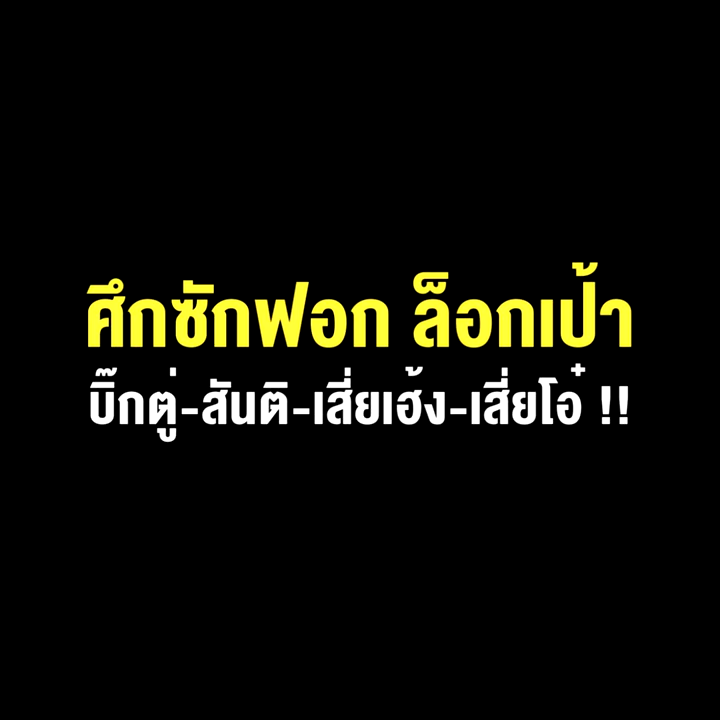 ศึกซักฟอก ล็อกเป้า
บิ๊กตู่-สันติ-เสี่ยเฮ้ง-เสี่ยโอ๋ !!